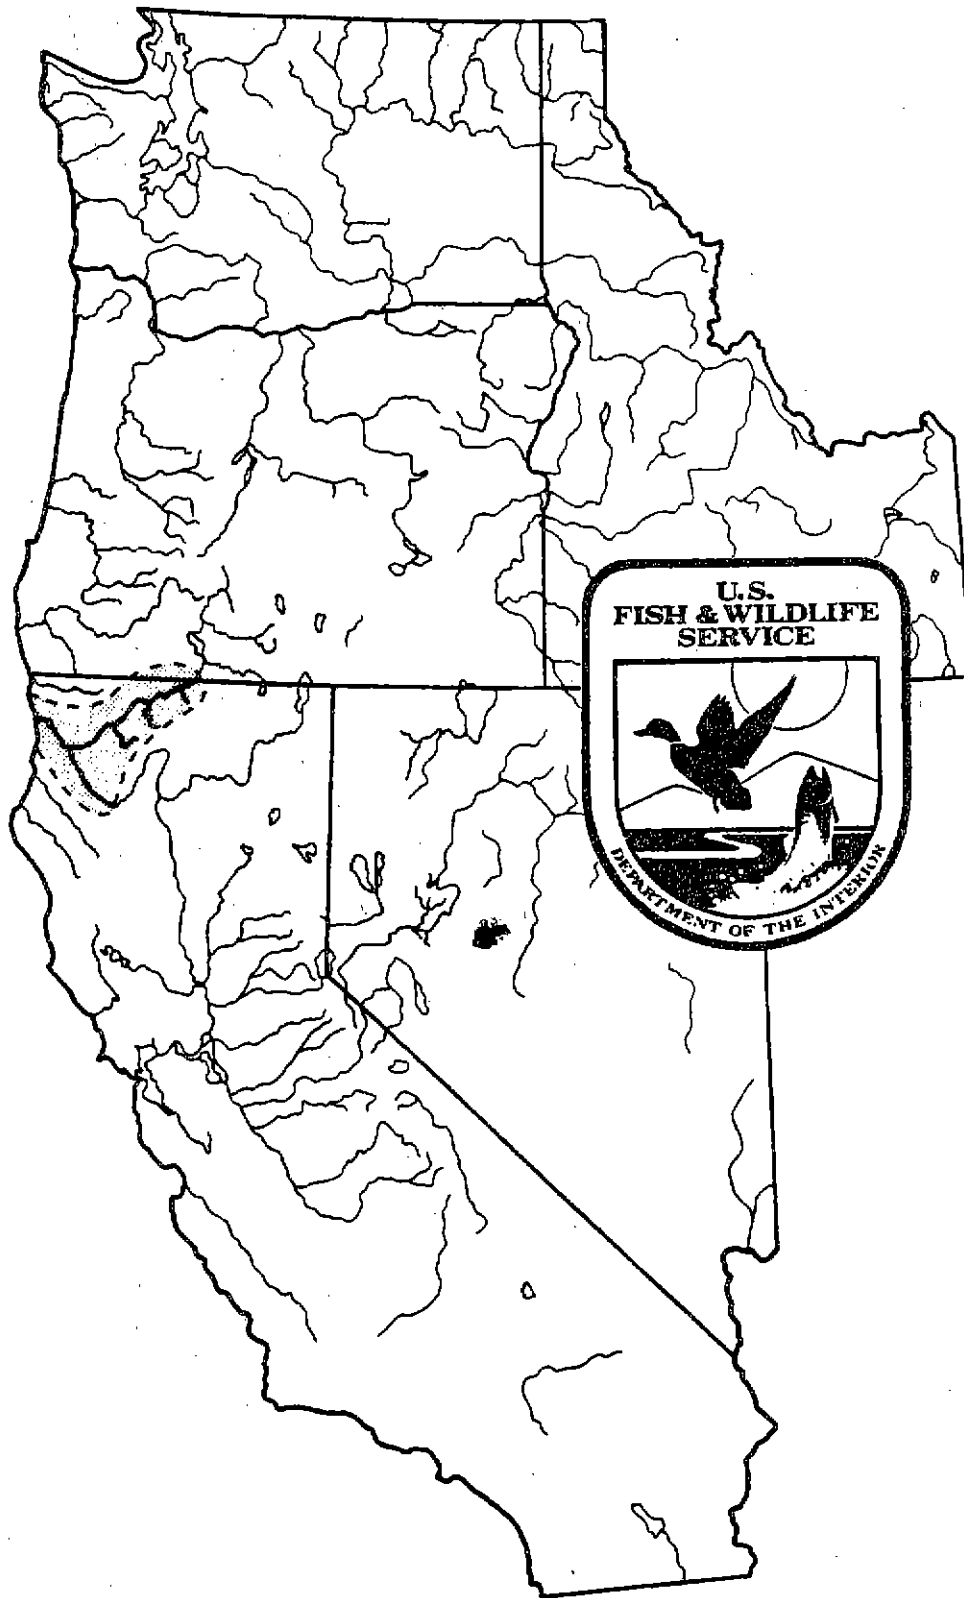 U.S.
FISH & WILDLIFE
SERVICE
DEPARTMENT OF THE INTERIOR